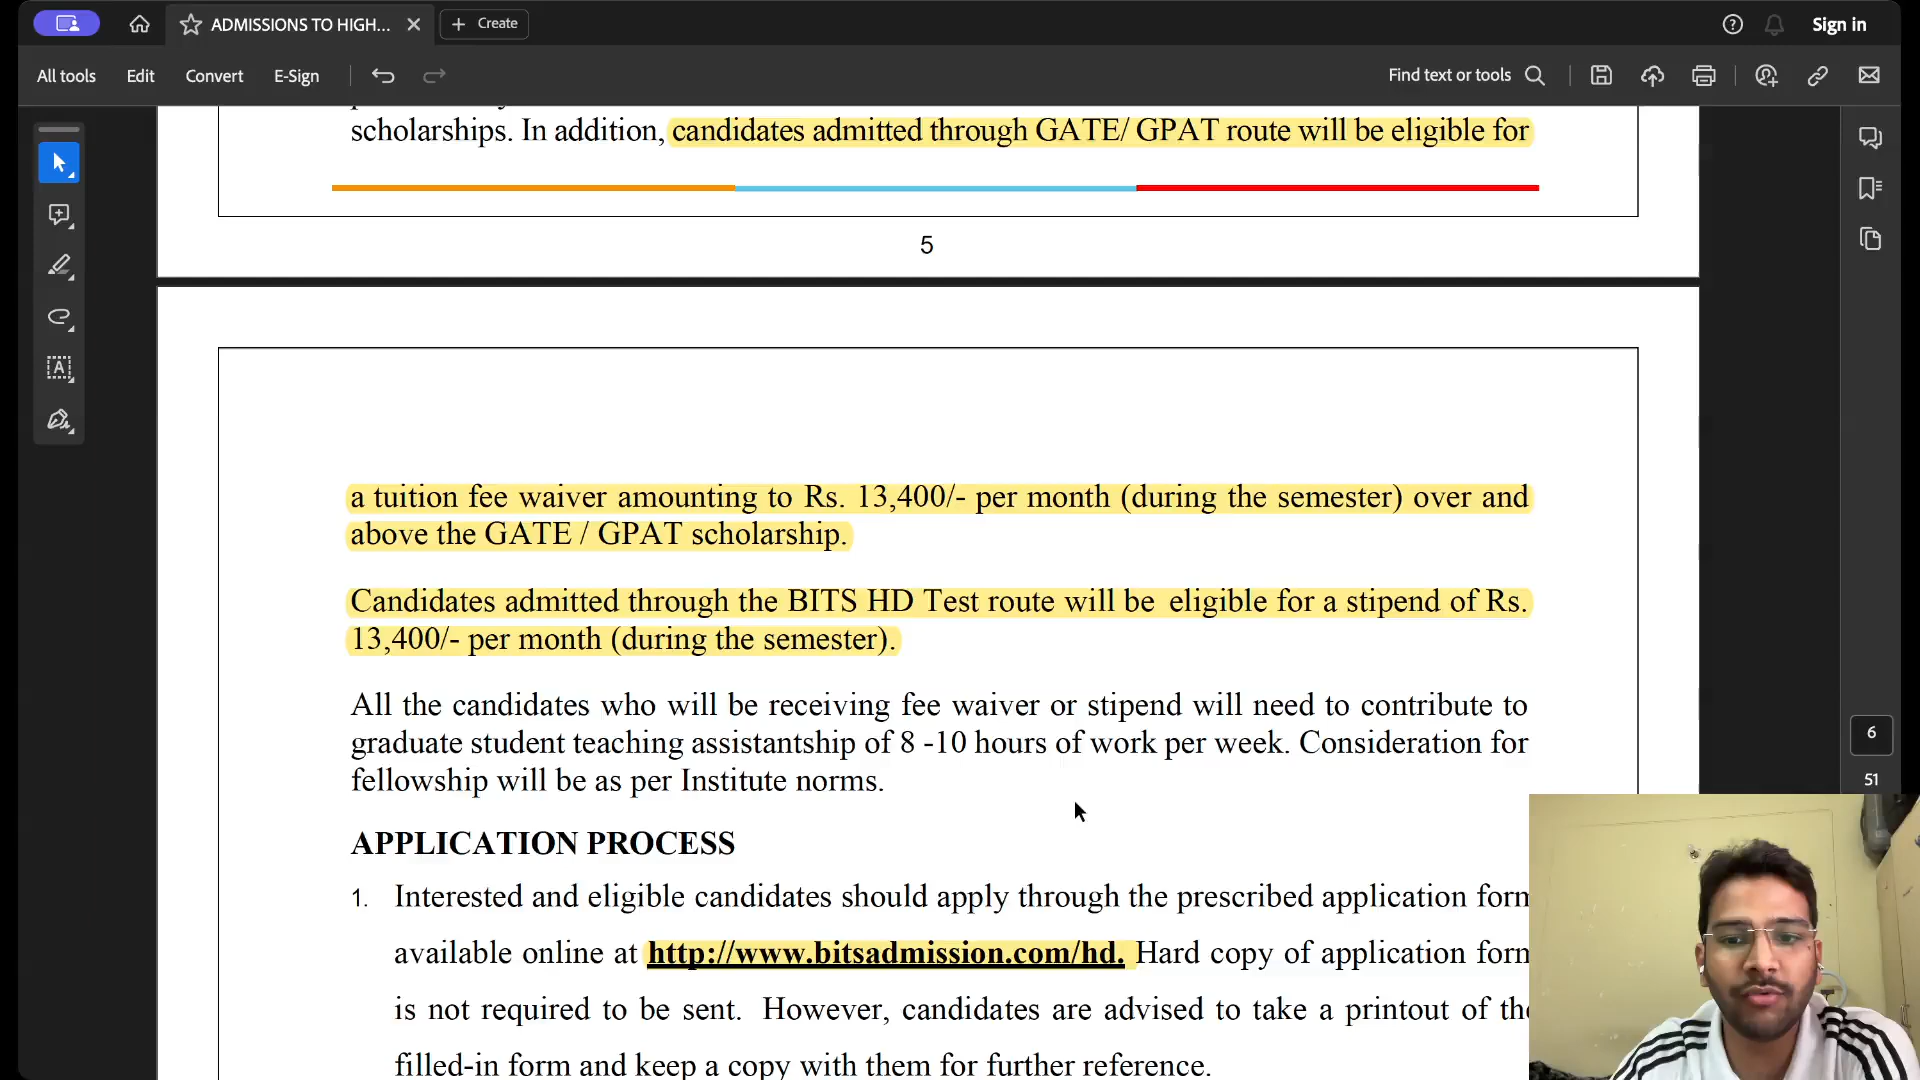 ADMISSIONS TO HIGH...
Create
Sign in
All tools
Edit
Convert
E-Sign
Find text or tools
scholarships. In addition, candidates admitted through GATE/ GPAT route will be eligible for
5
a tuition fee waiver amounting to Rs. 13,400/- per month (during the semester) over and
above the GATE / GPAT scholarship.
Candidates admitted through the BITS HD Test route will be eligible for a stipend of Rs.
13,400/- per month (during the semester).
All the candidates who will be receiving fee waiver or stipend will need to contribute to
graduate student teaching assistantship of 8 -10 hours of work per week. Consideration for
fellowship will be as per Institute norms.
6
51
APPLICATION PROCESS
1. Interested and eligible candidates should apply through the prescribed application form
available online at http://www.bitsadmission.com/hd. Hard copy of application form
is not required to be sent. However, candidates are advised to take a printout of the
filled-in form and keep a copy with them for further reference.